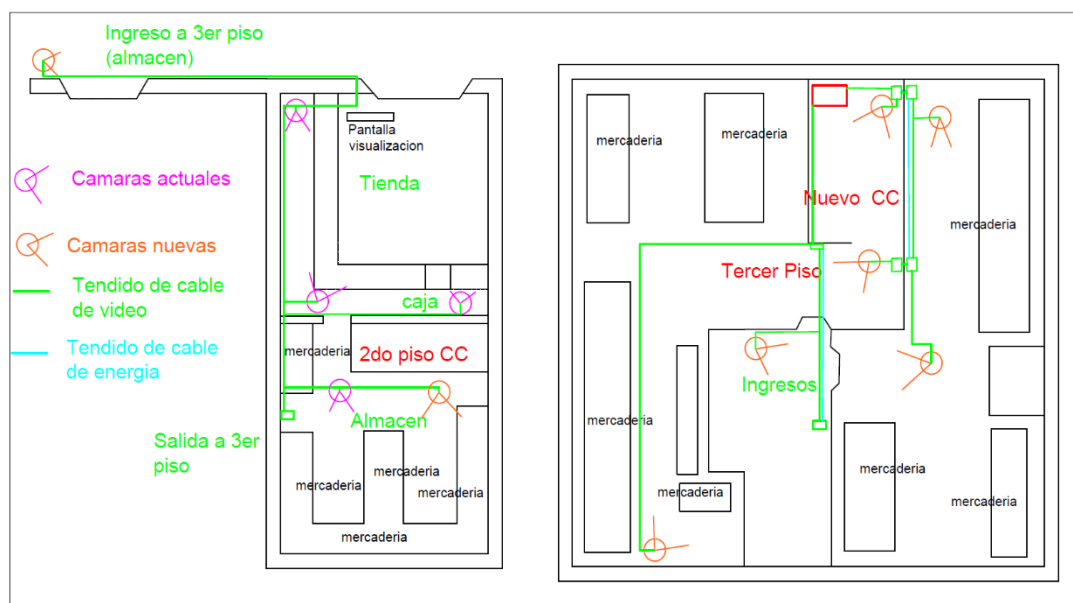 Ingreso a 3er piso
(almacen)
Pantalla
visualizacion
Tienda
Camaras actuales
Camaras nuevas
Tendido de cable
de video
Tendido de cable
de energia
caja
mercaderia
2do piso CC
Almacen
Salida a 3er
piso
mercaderia
mercaderia
mercaderia
mercaderia
mercaderia
mercaderia
Nuevo CC
mercaderia
Tercer Piso
Ingresos
mercaderia
mercaderia
mercaderia
mercaderia